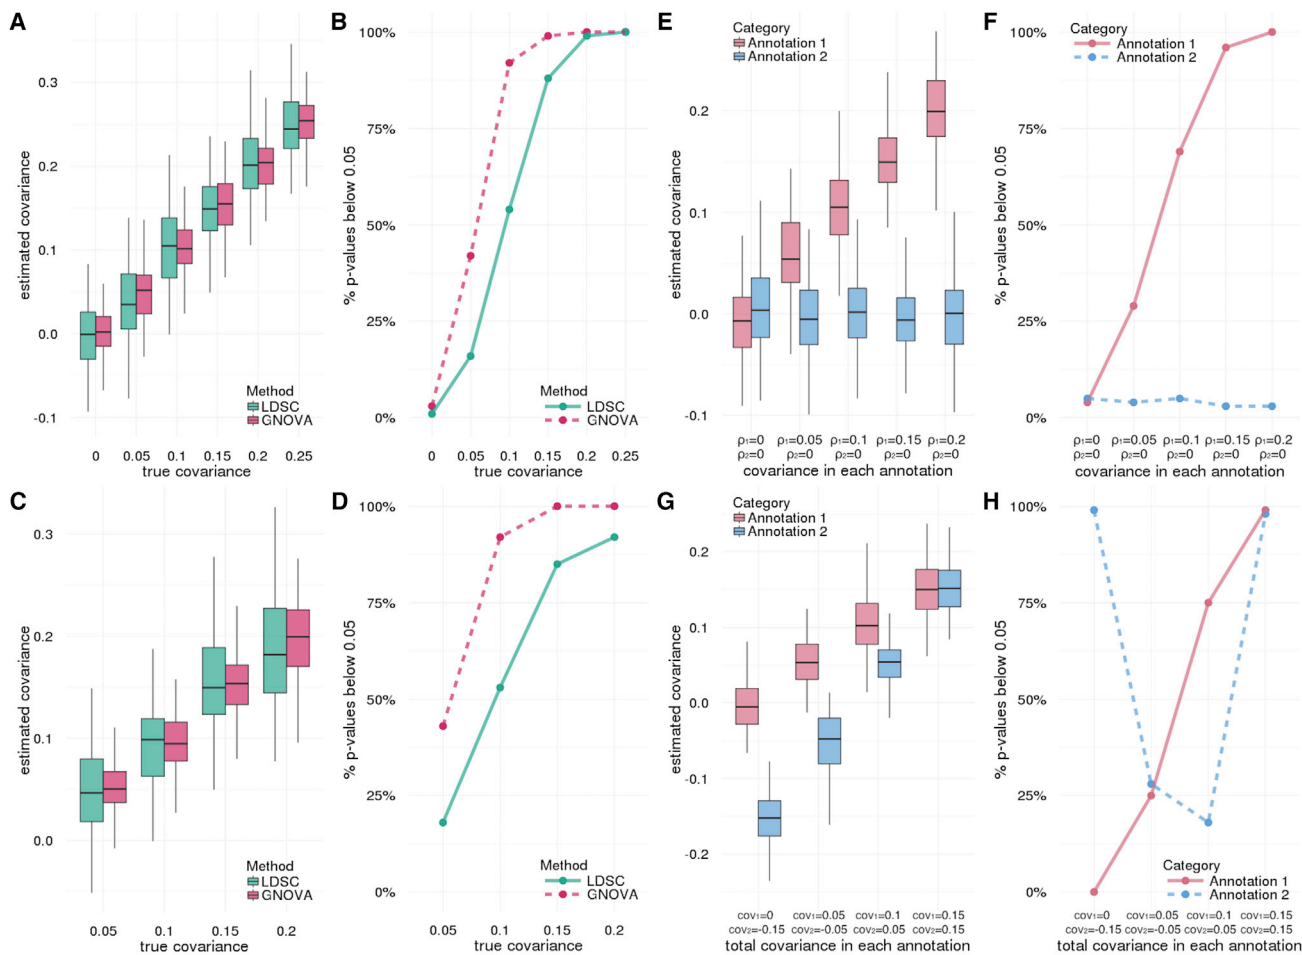 A
estimated covariance
0.3
0.2
0.1
0.0
-0.1
Method
LDSC
GNOVA
0 0.05 0.1 0.15 0.2 0.25
true covariance
B
% p-values below 0.05
100%
75%
50%
25%
0%
Method
LDSC
GNOVA
0 0.05 0.1 0.15 0.2 0.25
true covariance
E
Category
Annotation 1
Annotation 2
estimated covariance
0.2
0.1
0.0
-0.1
ρ₁=0 ρ₁=0.05 ρ₁=0.1 ρ₁=0.15 ρ₁=0.2
ρ₂=0 ρ₂=0 ρ₂=0 ρ₂=0 ρ₂=0
covariance in each annotation
F
Category
Annotation 1
Annotation 2
% p-values below 0.05
100%
75%
50%
25%
0%
ρ₁=0 ρ₁=0.05 ρ₁=0.1 ρ₁=0.15 ρ₁=0.2
ρ₂=0 ρ₂=0 ρ₂=0 ρ₂=0 ρ₂=0
covariance in each annotation
C
estimated covariance
0.3
0.2
0.1
0.0
Method
LDSC
GNOVA
0.05 0.1 0.15 0.2
true covariance
D
% p-values below 0.05
100%
75%
50%
25%
0%
Method
LDSC
GNOVA
0.05 0.1 0.15 0.2
true covariance
G
Category
Annotation 1
Annotation 2
estimated covariance
0.2
0.1
0.0
-0.1
-0.2
cov₁=0 cov₁=0.05 cov₁=0.1 cov₁=0.15
cov₂=-0.15 cov₂=-0.05 cov₂=0.05 cov₂=0.15
total covariance in each annotation
H
% p-values below 0.05
100%
75%
50%
25%
0%
Category
Annotation 1
Annotation 2
cov₁=0 cov₁=0.05 cov₁=0.1 cov₁=0.15
cov₂=-0.15 cov₂=-0.05 cov₂=0.05 cov₂=0.15
total covariance in each annotation